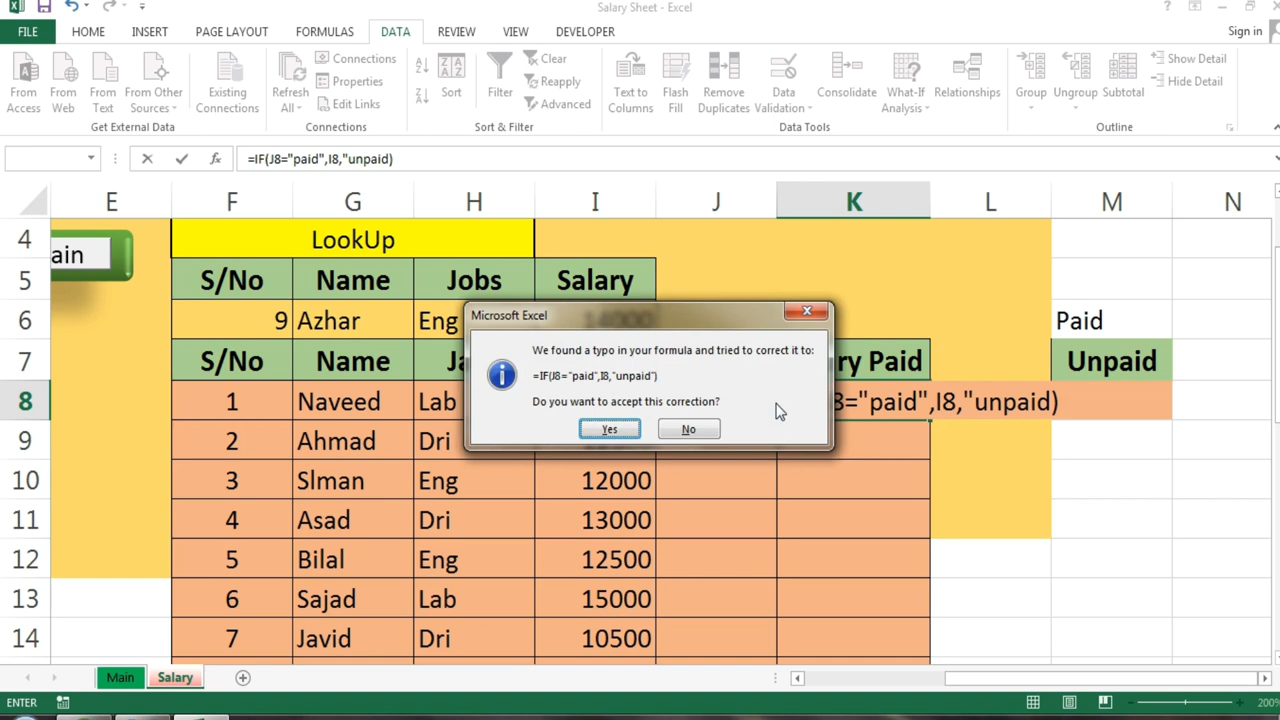 Salary Sheet - Excel
?
FILE HOME INSERT PAGE LAYOUT FORMULAS DATA REVIEW VIEW DEVELOPER Sign in
From Access
From Web
From Text
From Other Sources
Existing Connections
Get External Data
Refresh All
Connections
Properties
Edit Links
Connections
Sort
Filter
Clear
Reapply
Advanced
Sort & Filter
Text to Columns
Flash Fill
Remove Duplicates
Data Validation
Consolidate
What-If Analysis
Relationships
Data Tools
Group
Ungroup
Subtotal
Show Detail
Hide Detail
Outline
fx =IF(J8="paid",I8,"unpaid)
E F G H I J K L M N
4 ain LookUp
5 S/No Name Jobs Salary
6 9 Azhar Eng 14000 Paid
7 S/No Name ry Paid Unpaid
8 1 Naveed Lab 8="paid",I8,"unpaid)
9 2 Ahmad Dri
10 3 Slman Eng 12000
11 4 Asad Dri 13000
12 5 Bilal Eng 12500
13 6 Sajad Lab 15000
14 7 Javid Dri 10500
Microsoft Excel
We found a typo in your formula and tried to correct it to:
=IF(J8="paid",I8,"unpaid")
Do you want to accept this correction?
Yes No
Main Salary
ENTER 200%